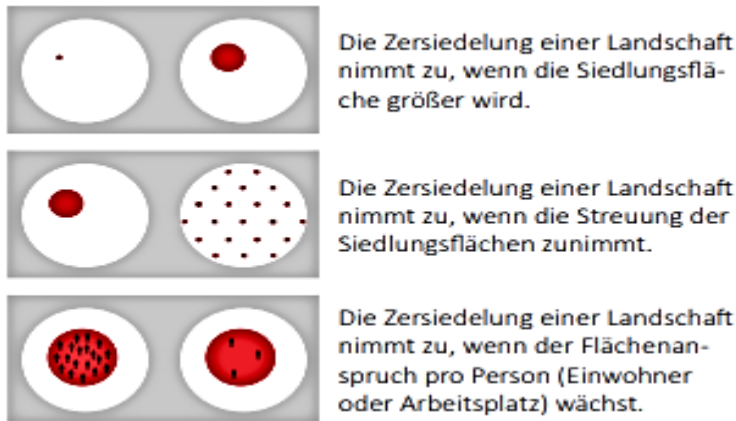 Die Zersiedelung einer Landschaft
nimmt zu, wenn die Siedlungsflä-
che größer wird.
Die Zersiedelung einer Landschaft
nimmt zu, wenn die Streuung der
Siedlungsflächen zunimmt.
Die Zersiedelung einer Landschaft
nimmt zu, wenn der Flächenan-
spruch pro Person (Einwohner
oder Arbeitsplatz) wächst.